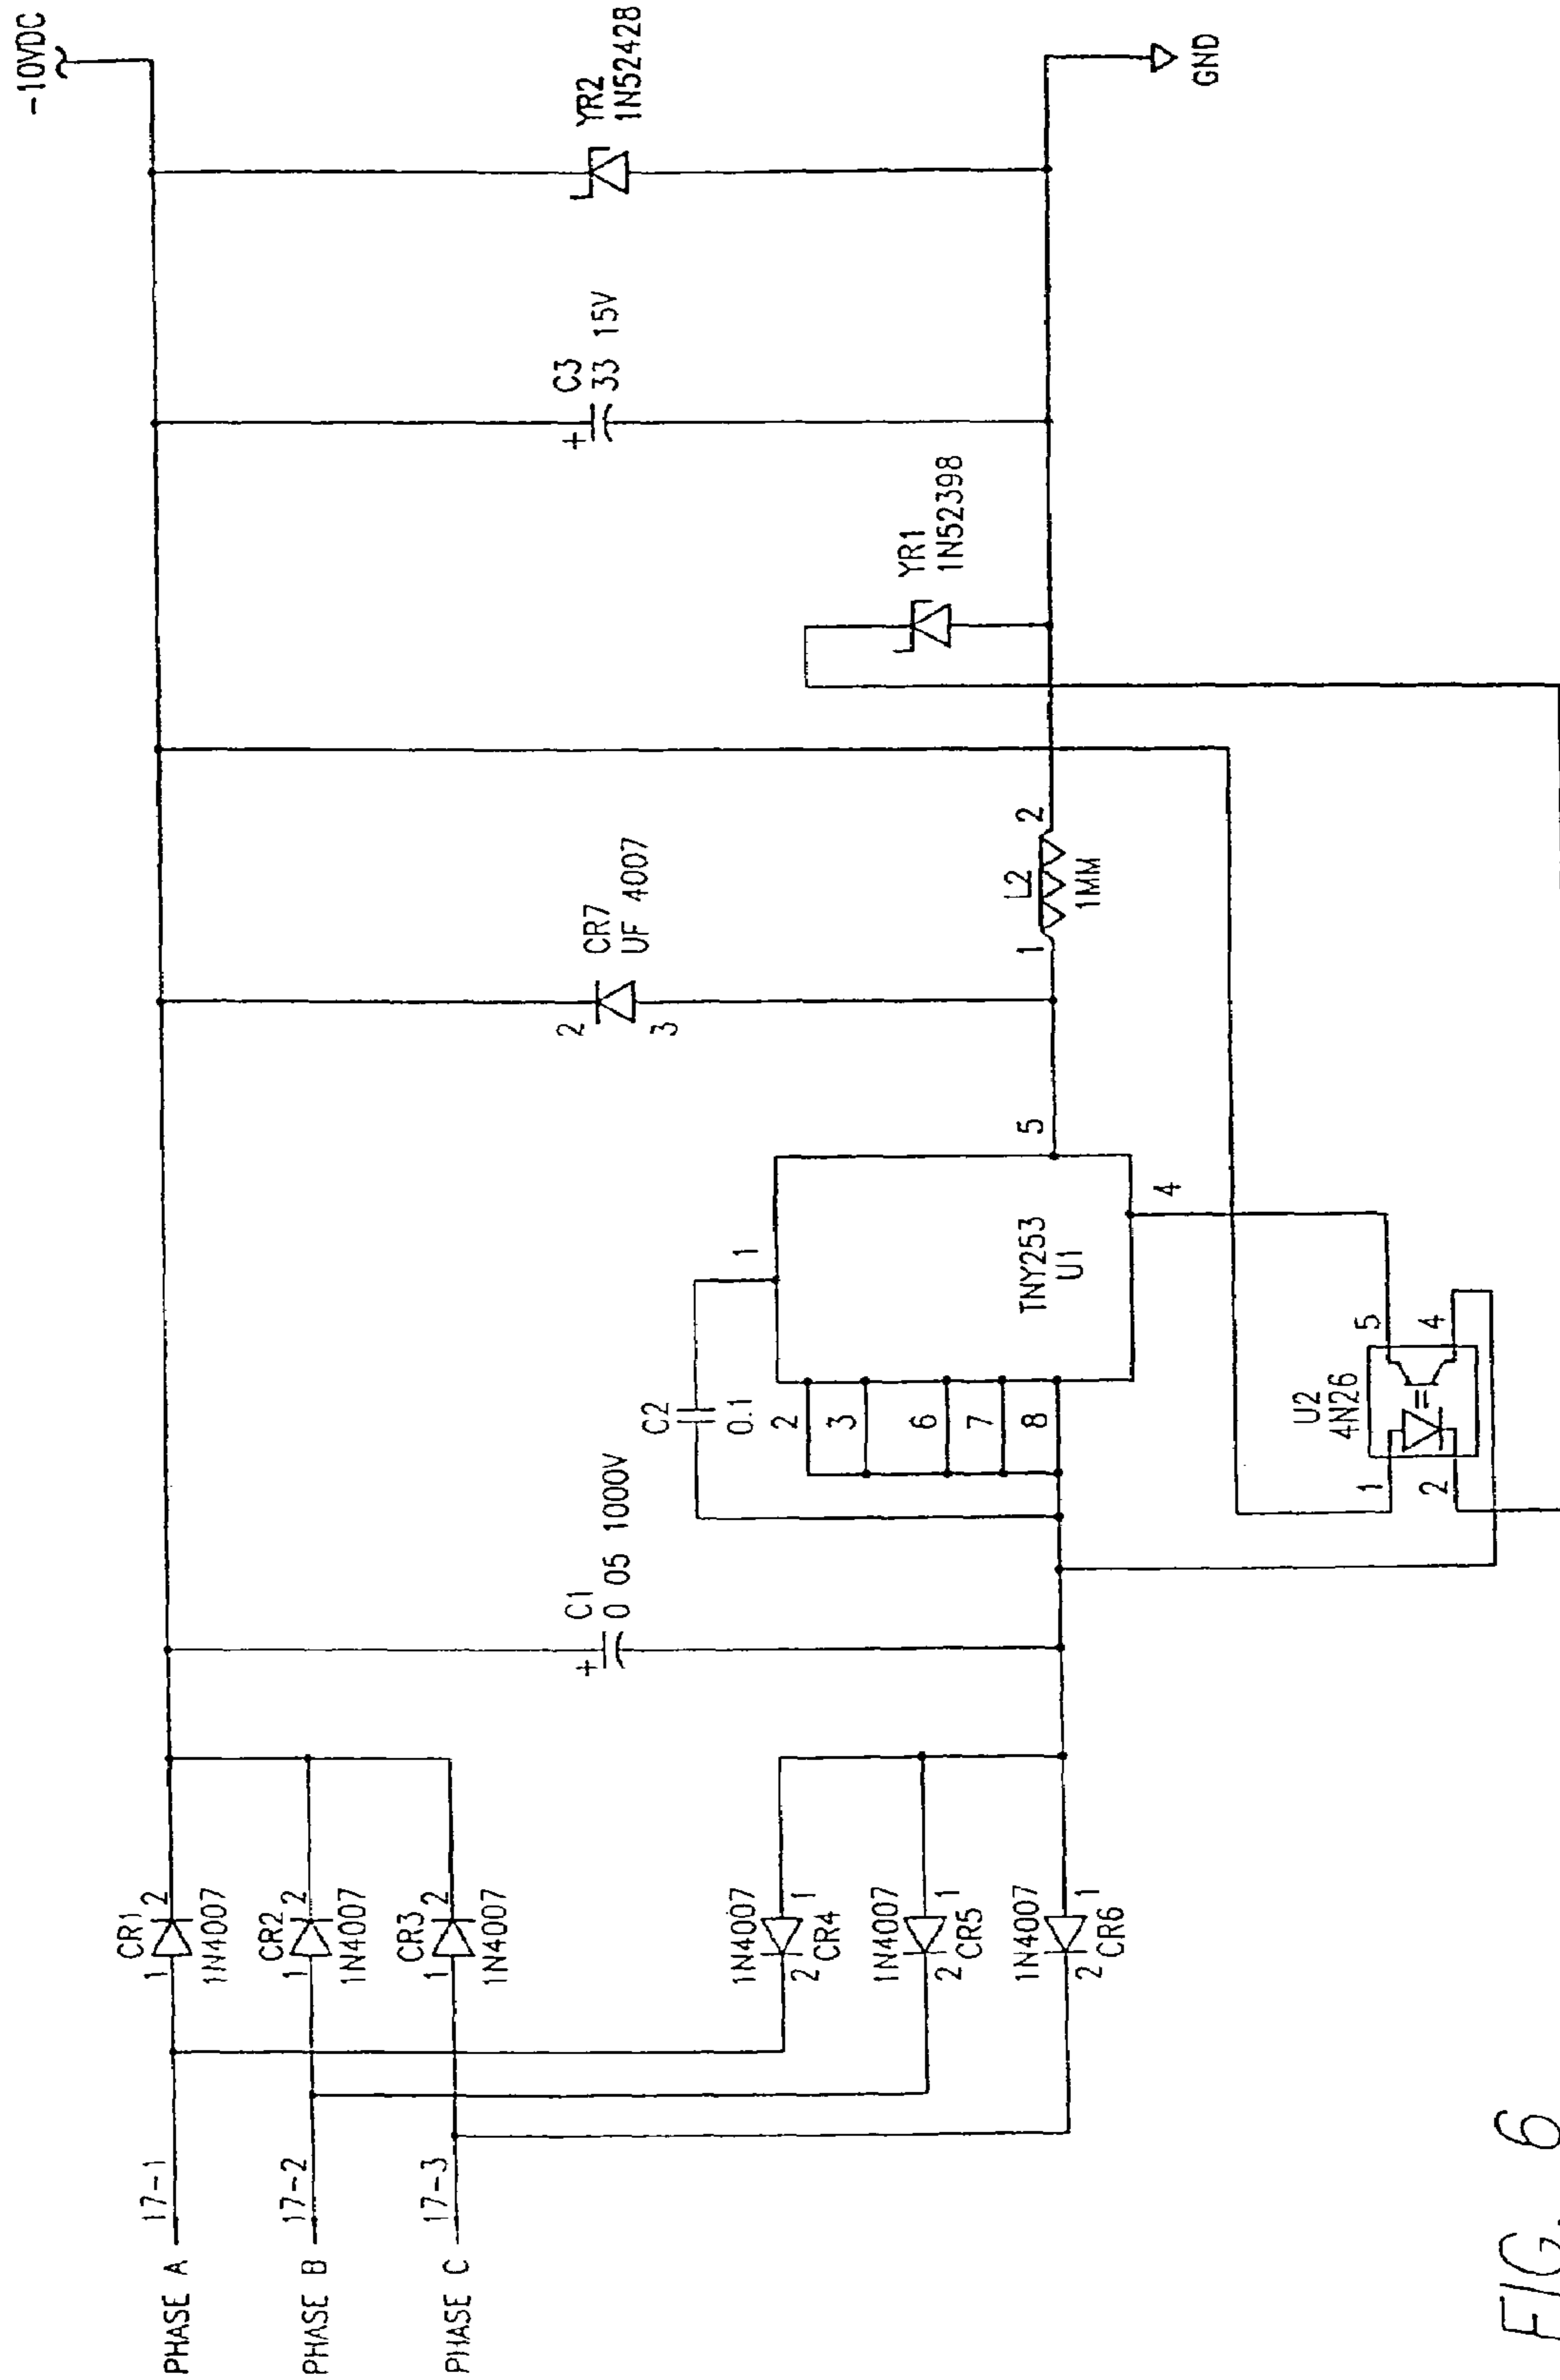 PHASE A
17-1
PHASE B
17-2
PHASE C
17-3
CR1
1
2
1N4007
CR2
1
2
1N4007
CR3
1
2
1N4007
1N4007
2
1
CR4
1N4007
2
1
CR5
1N4007
2
1
CR6
+
C1
0 05 1000V
C2
0.1
2
3
6
7
8
1
TNY253
U1
5
4
U2
4N26
1
2
5
4
CR7
UF 4007
2
3
1
L2
2
1MM
YR1
1N52398
+
C3
33 15V
YR2
1N52428
-10VDC
GND
FIG. 6